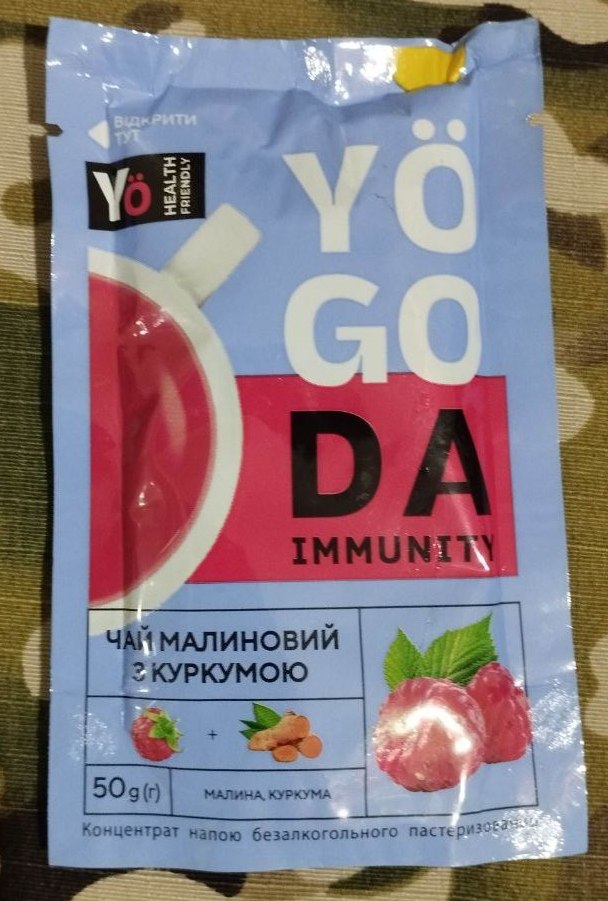 ВІДКРИТИ
ТУТ
YÖ
HEALTH
FRIENDLY
YÖ
GO
DA
IMMUNITY
ЧАЙ МАЛИНОВИЙ
З КУРКУМОЮ
+
50g(г)
МАЛИНА, КУРКУМА
Концентрат напою безалкогольного пастеризований